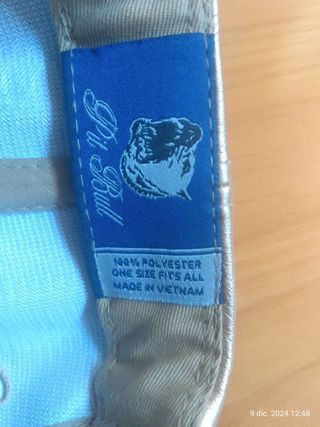 Pit Bull
100% POLYESTER
ONE SIZE FITS ALL
MADE IN VIETNAM
9 dic. 2024 12:48